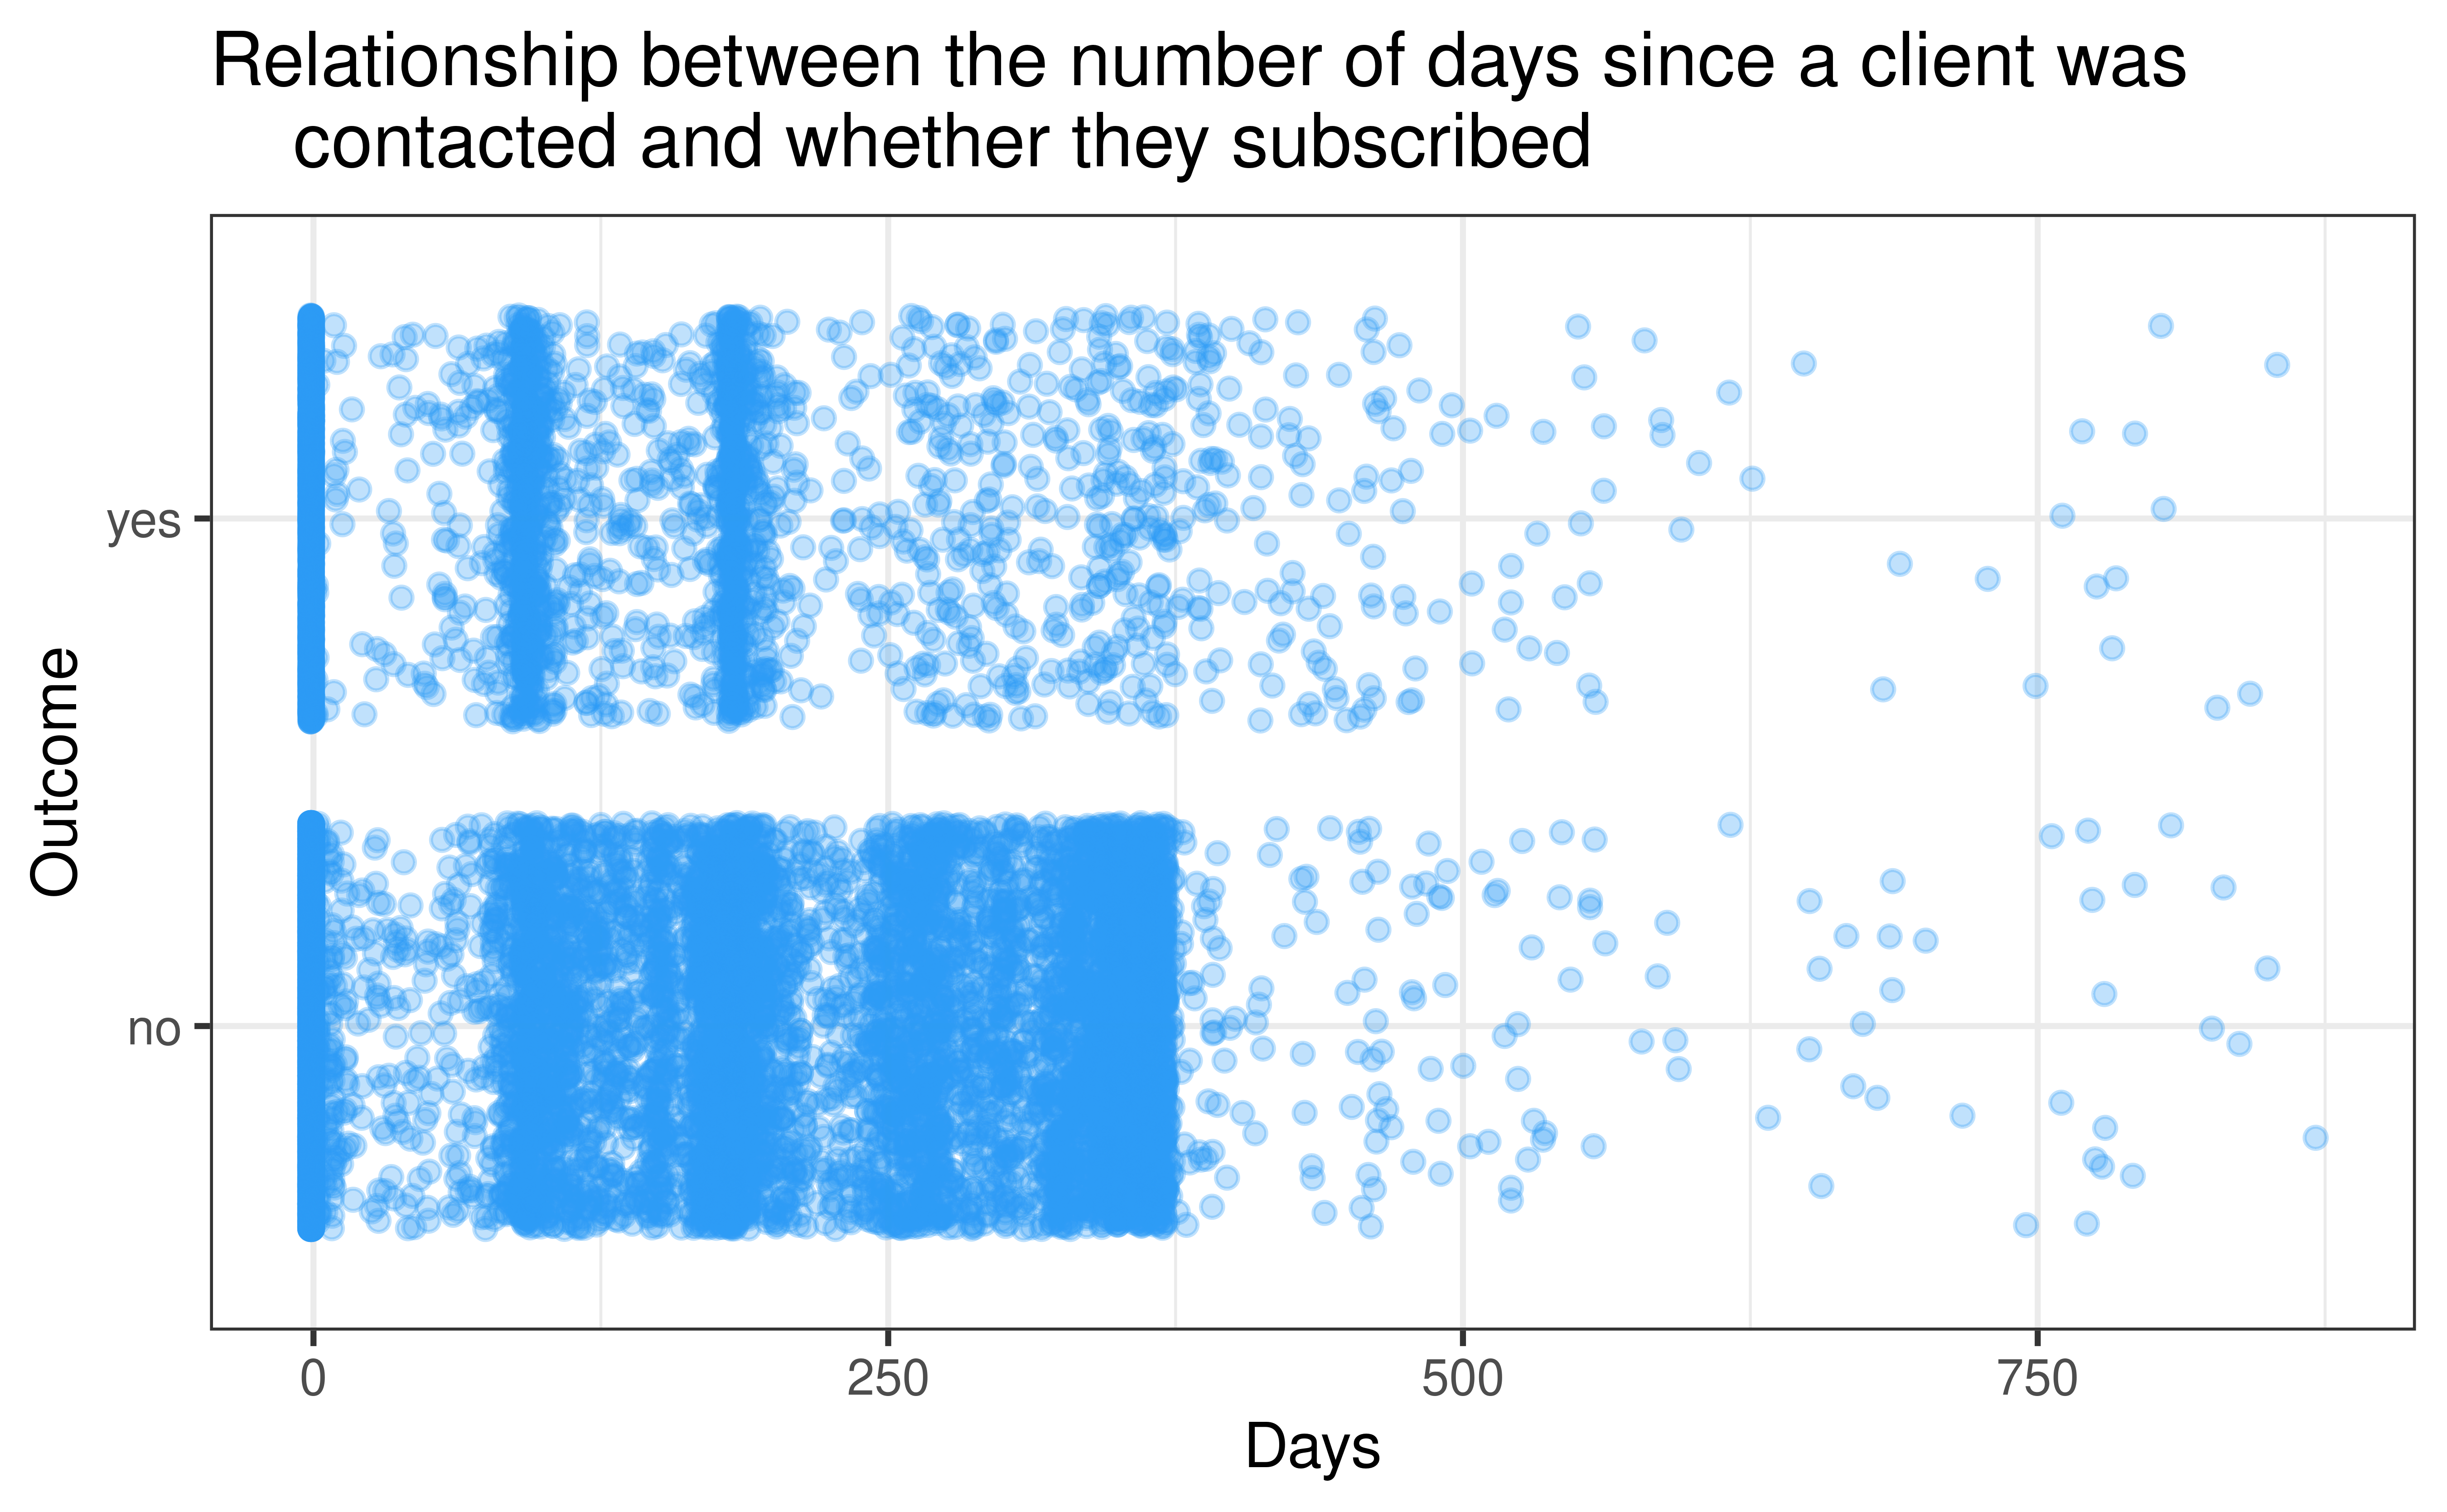 Relationship between the number of days since a client was
contacted and whether they subscribed
Outcome
yes
no
0
250
500
750
Days